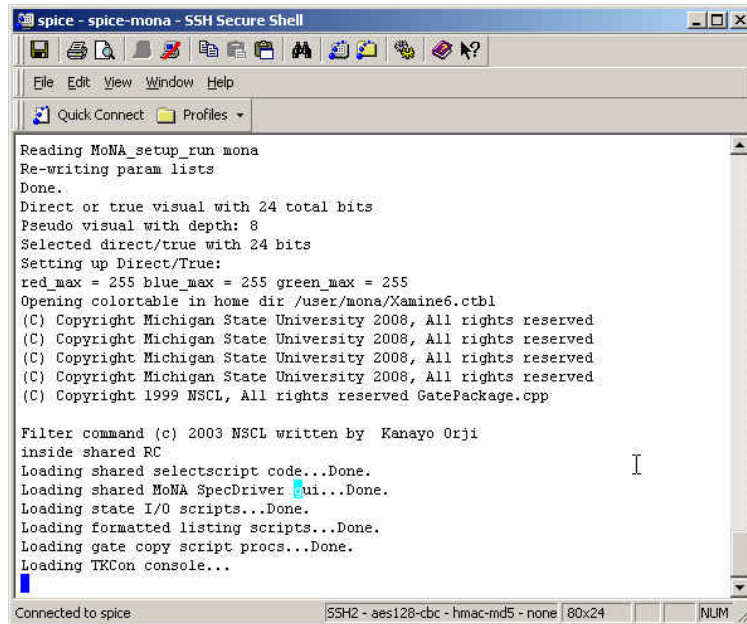 spice - spice-mona - SSH Secure Shell
File Edit View Window Help
Quick Connect Profiles
Reading MoNA_setup_run mona
Re-writing param lists
Done.
Direct or true visual with 24 total bits
Pseudo visual with depth: 8
Selected direct/true with 24 bits
Setting up Direct/True:
red_max = 255 blue_max = 255 green_max = 255
Opening colortable in home dir /user/mona/Xamine6.ctbl
(C) Copyright Michigan State University 2008, All rights reserved
(C) Copyright Michigan State University 2008, All rights reserved
(C) Copyright Michigan State University 2008, All rights reserved
(C) Copyright Michigan State University 2008, All rights reserved
(C) Copyright 1999 NSCL, All rights reserved GatePackage.cpp
Filter command (c) 2003 NSCL written by  Kanayo Orji
inside shared RC
Loading shared selectscript code...Done.
Loading shared MoNA SpecDriver gui...Done.
Loading state I/O scripts...Done.
Loading formatted listing scripts...Done.
Loading gate copy script procs...Done.
Loading TKCon console...
Connected to spice SSH2 - aes128-cbc - hmac-md5 - none 80x24 NUM